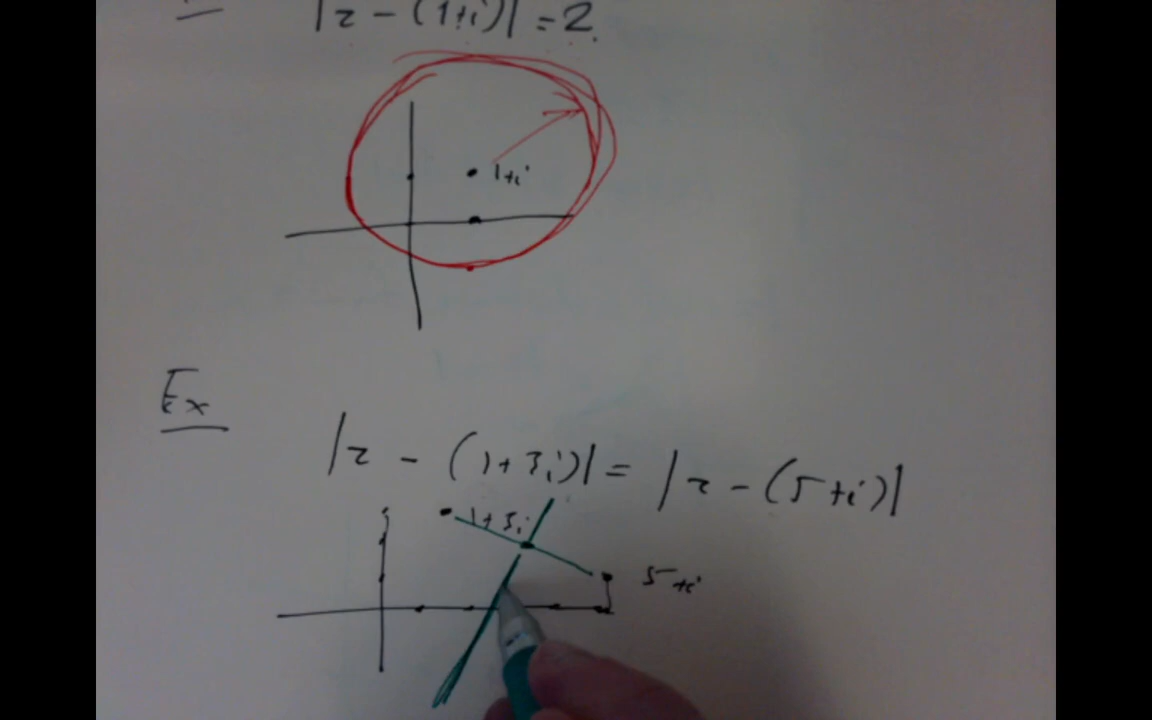 |z - (1+i)| = 2.
1+i
Ex
|z - (1+3i)| = |z - (5+i)|
1+3i
5+i